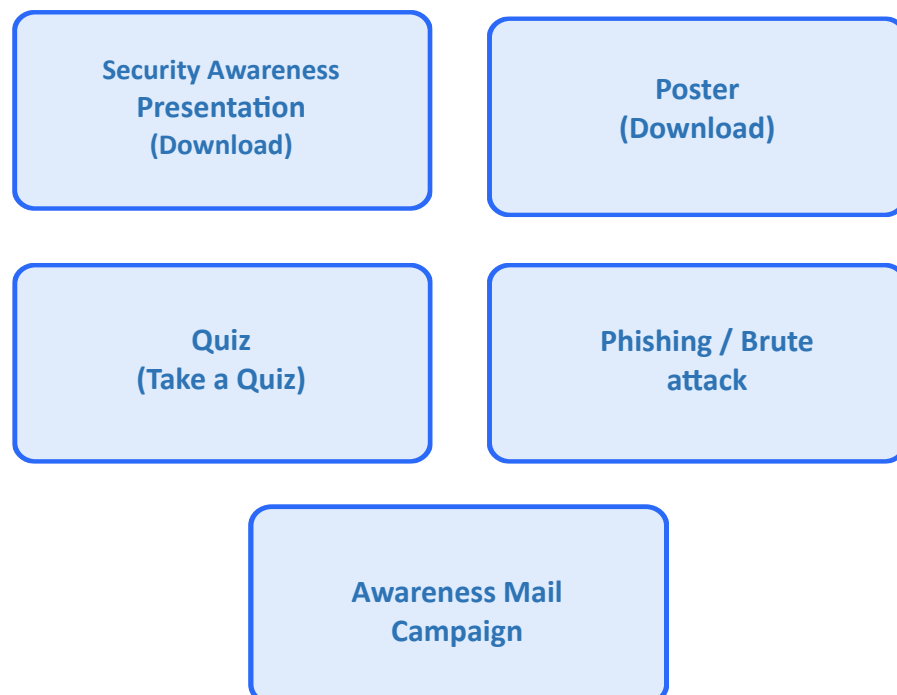 Security Awareness
Presentation
(Download)
Poster
(Download)
Quiz
(Take a Quiz)
Phishing / Brute
attack
Awareness Mail
Campaign